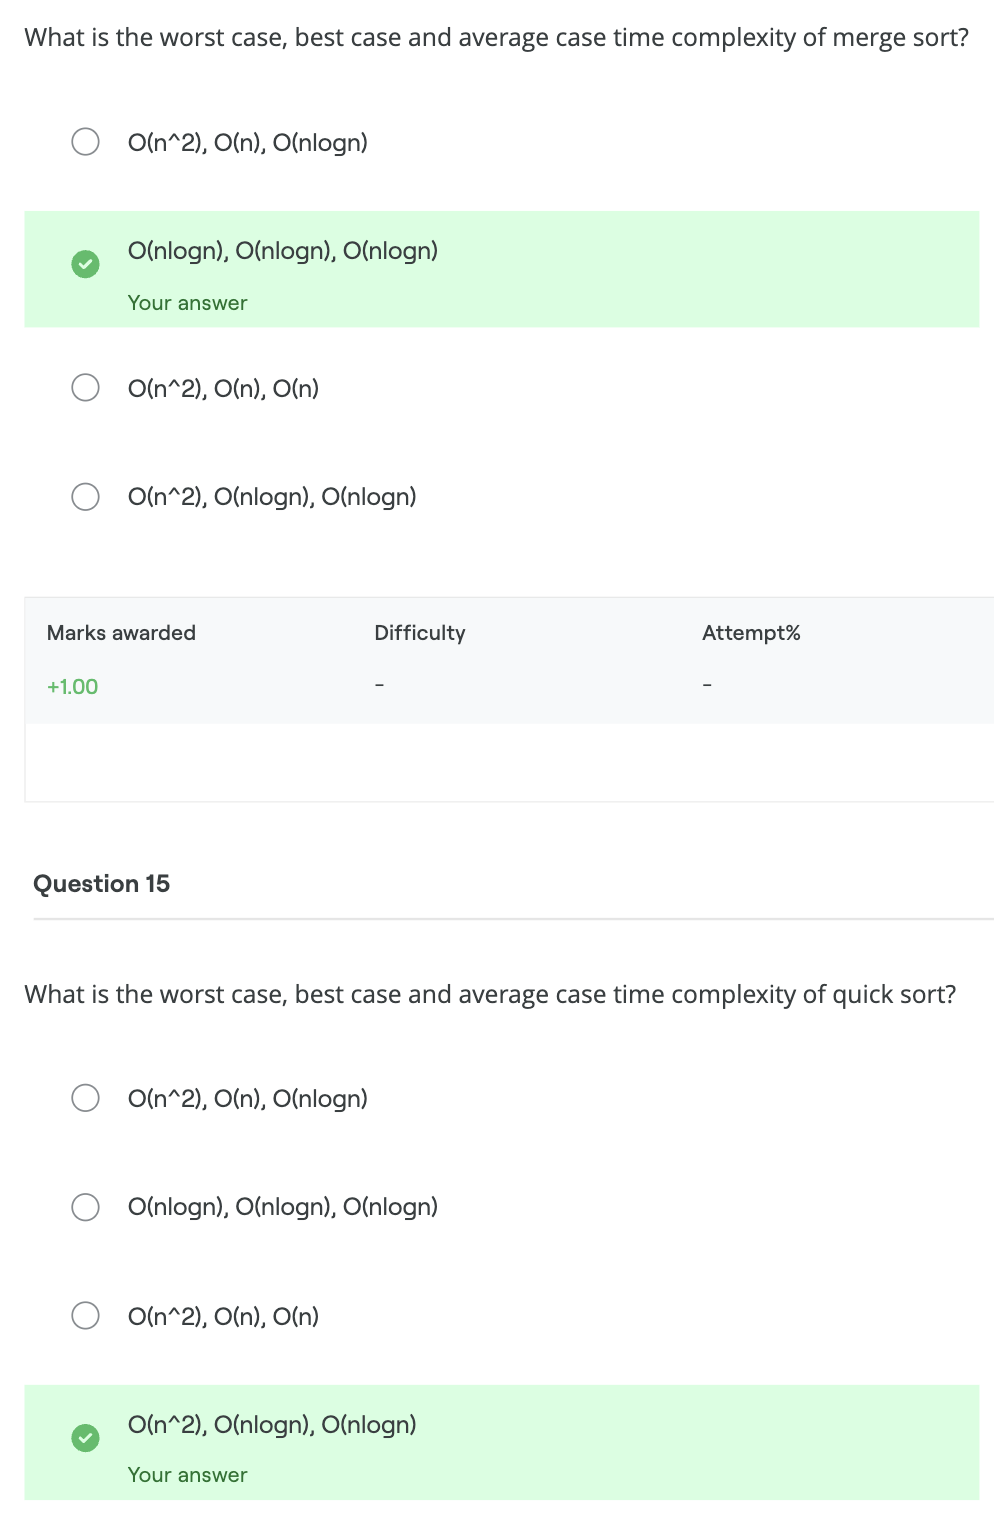 What is the worst case, best case and average case time complexity of merge sort?
O(n^2), O(n), O(nlogn)
O(nlogn), O(nlogn), O(nlogn)
Your answer
O(n^2), O(n), O(n)
O(n^2), O(nlogn), O(nlogn)
Marks awarded Difficulty Attempt%
+1.00 - -
Question 15
What is the worst case, best case and average case time complexity of quick sort?
O(n^2), O(n), O(nlogn)
O(nlogn), O(nlogn), O(nlogn)
O(n^2), O(n), O(n)
O(n^2), O(nlogn), O(nlogn)
Your answer